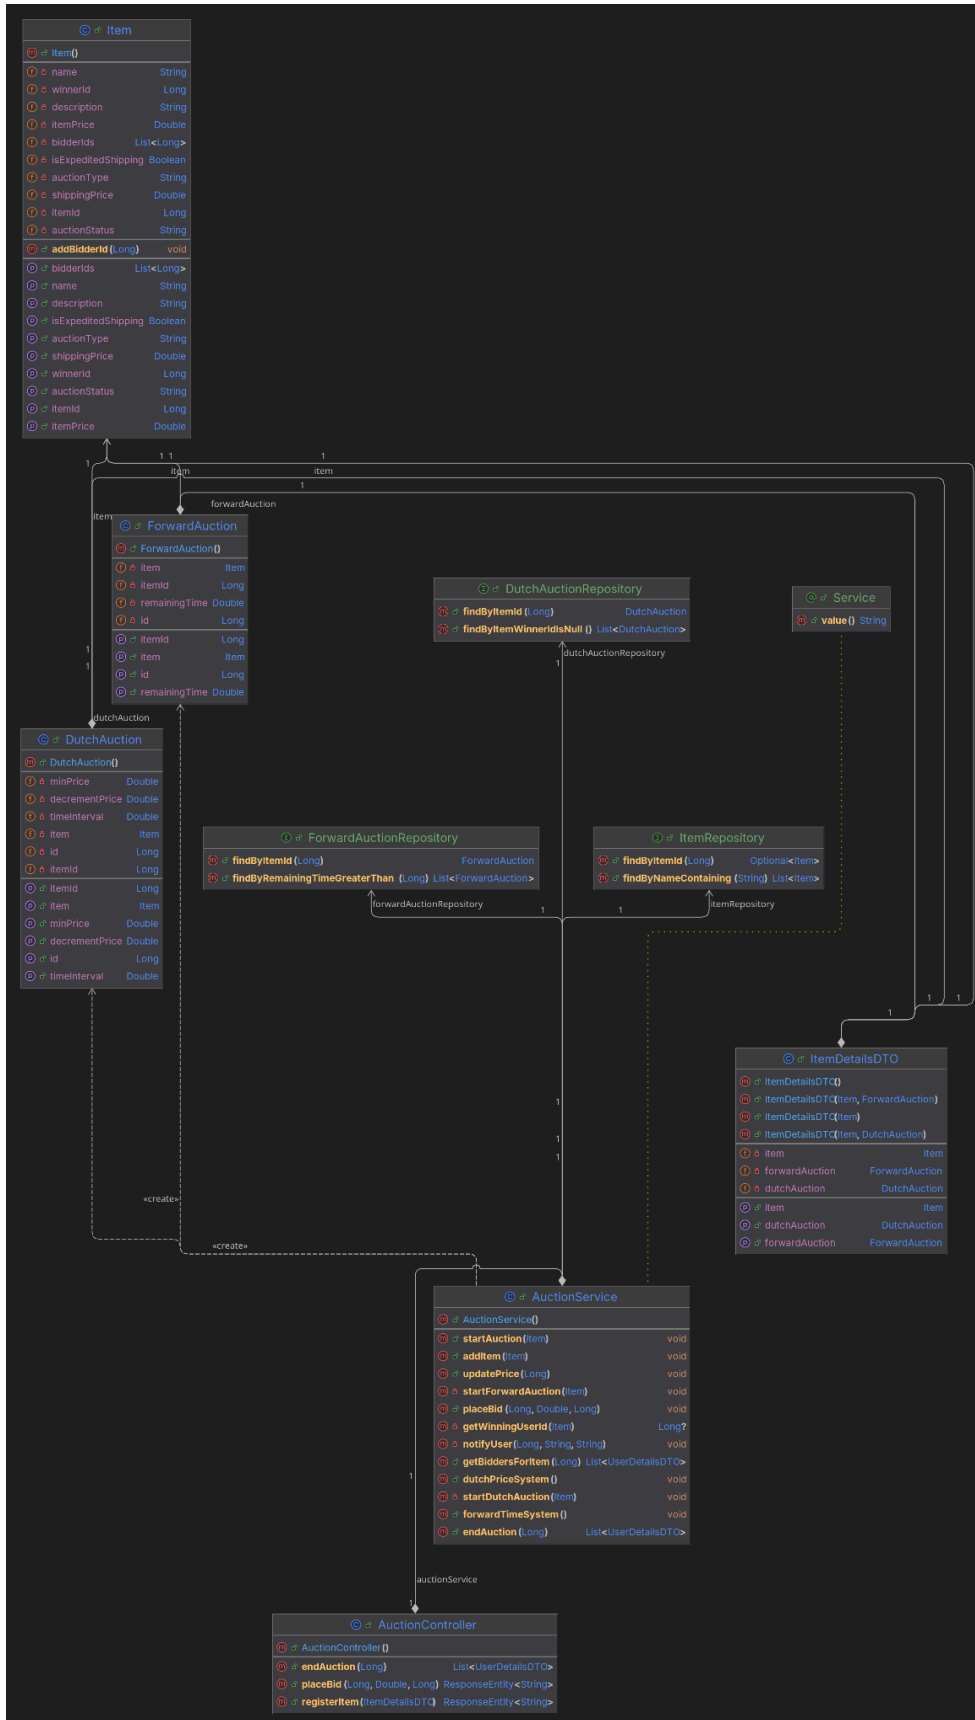 Item
Item()
name String
winnerId Long
description String
itemPrice Double
bidderIds List<Long>
isExpeditedShipping Boolean
auctionType String
shippingPrice Double
itemId Long
auctionStatus String
addBidderId(Long) void
bidderIds List<Long>
name String
description String
isExpeditedShipping Boolean
auctionType String
shippingPrice Double
winnerId Long
auctionStatus String
itemId Long
itemPrice Double
1 1 1 1
item item
1
forwardAuction
item
ForwardAuction
ForwardAuction()
item Item
itemId Long
remainingTime Double
id Long
itemId Long
item Item
id Long
remainingTime Double
1
1
dutchAuction
DutchAuction
DutchAuction()
minPrice Double
decrementPrice Double
timeInterval Double
item Item
id Long
itemId Long
itemId Long
item Item
minPrice Double
decrementPrice Double
id Long
timeInterval Double
DutchAuctionRepository
findByItemId(Long) DutchAuction
findByItemWinnerIdIsNull() List<DutchAuction>
dutchAuctionRepository
1
Service
value() String
ForwardAuctionRepository
findByItemId(Long) ForwardAuction
findByRemainingTimeGreaterThan (Long) List<ForwardAuction>
forwardAuctionRepository
1
ItemRepository
findByItemId(Long) Optional<Item>
findByNameContaining (String) List<Item>
itemRepository
1
1 1
1
ItemDetailsDTO
ItemDetailsDTO()
ItemDetailsDTO(Item, ForwardAuction)
ItemDetailsDTO(Item)
ItemDetailsDTO(Item, DutchAuction)
item Item
forwardAuction ForwardAuction
dutchAuction DutchAuction
item Item
dutchAuction DutchAuction
forwardAuction ForwardAuction
1
1
1
«create»
«create»
AuctionService
AuctionService()
startAuction(Item) void
addItem(Item) void
updatePrice(Long) void
startForwardAuction(Item) void
placeBid (Long, Double, Long) void
getWinningUserId(Item) Long?
notifyUser(Long, String, String) void
getBiddersForItem (Long) List<UserDetailsDTO>
dutchPriceSystem() void
startDutchAuction(Item) void
forwardTimeSystem() void
endAuction(Long) List<UserDetailsDTO>
1
auctionService
1
AuctionController
AuctionController()
endAuction(Long) List<UserDetailsDTO>
placeBid (Long, Double, Long) ResponseEntity<String>
registerItem(ItemDetailsDTO) ResponseEntity<String>